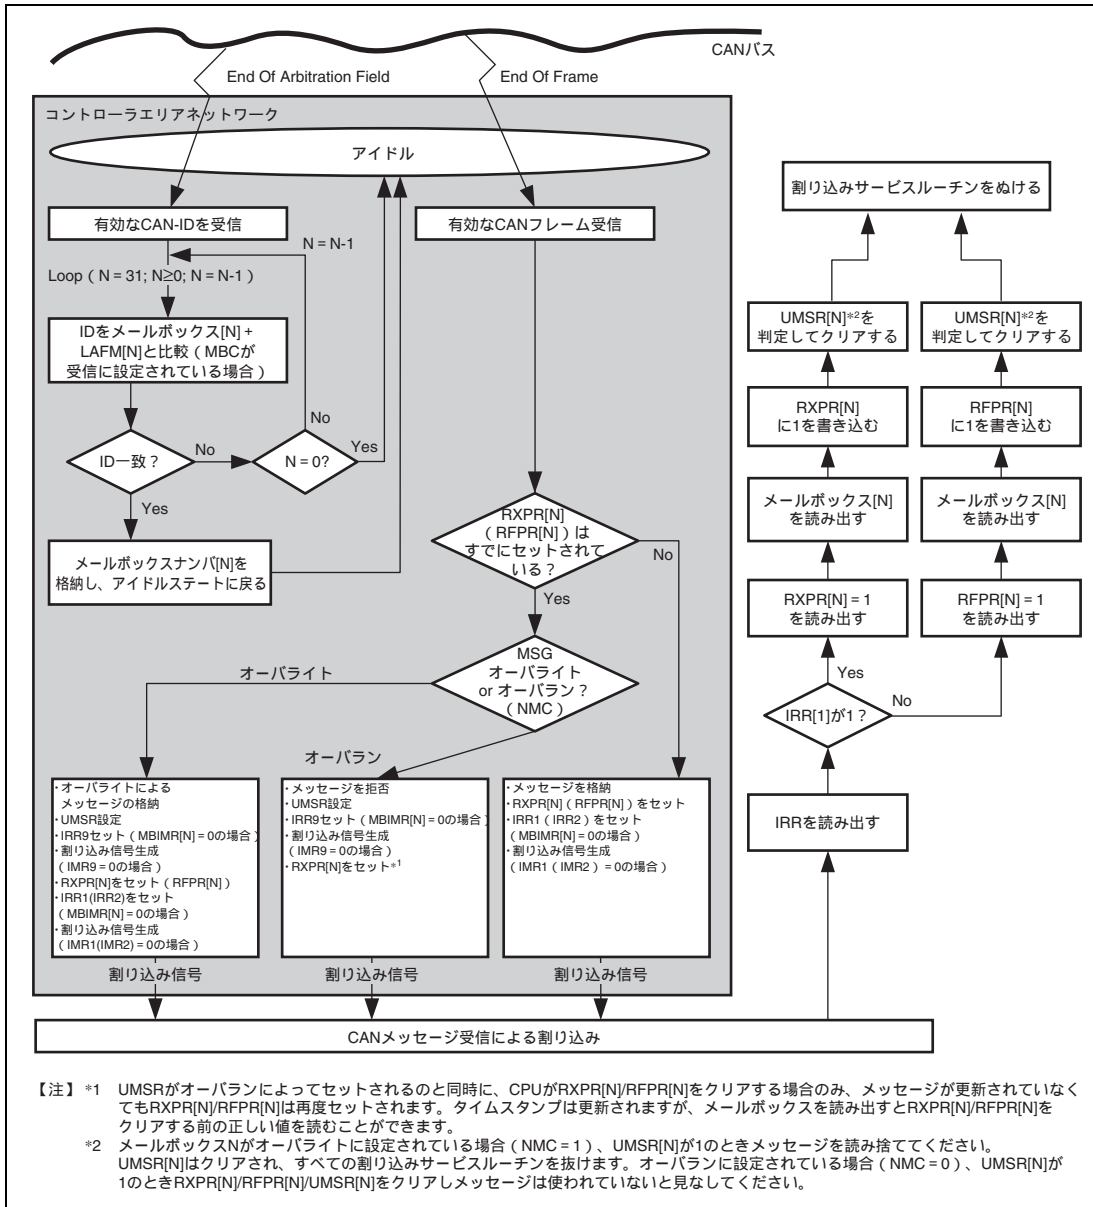 CANバス
End Of Arbitration Field
End Of Frame
コントローラエリアネットワーク
アイドル
有効なCAN-IDを受信
有効なCANフレーム受信
N = N-1
Loop ( N = 31; N≥0; N = N-1 )
IDをメールボックス[N] +
LAFM[N]と比較 ( MBCが
受信に設定されている場合 )
No
ID一致？
No
N = 0?
Yes
Yes
メールボックスナンバ[N]を
格納し、アイドルステートに戻る
RXPR[N]
( RFPR[N] ) は
すでにセットされて
いる？
No
Yes
MSG
オーバライト
or オーバラン？
( NMC )
オーバライト
オーバラン
・オーバライトによる
メッセージの格納
・UMSR設定
・IRR9セット ( MBIMR[N] = 0の場合 )
・割り込み信号生成
( IMR9 = 0の場合 )
・RXPR[N]をセット ( RFPR[N] )
・IRR1(IRR2)をセット
( MBIMR[N] = 0の場合 )
・割り込み信号生成
( IMR1(IMR2) = 0の場合 )
・メッセージを拒否
・UMSR設定
・IRR9セット ( MBIMR[N] = 0の場合 )
・割り込み信号生成
( IMR9 = 0の場合 )
・RXPR[N]をセット*1
・メッセージを格納
・RXPR[N] ( RFPR[N] ) をセット
・IRR1 ( IRR2 ) をセット
( MBIMR[N] = 0の場合 )
・割り込み信号生成
( IMR1 ( IMR2 ) = 0の場合 )
割り込み信号
割り込み信号
割り込み信号
CANメッセージ受信による割り込み
割り込みサービスルーチンをぬける
UMSR[N]*2を
判定してクリアする
UMSR[N]*2を
判定してクリアする
RXPR[N]
に1を書き込む
RFPR[N]
に1を書き込む
メールボックス[N]
を読み出す
メールボックス[N]
を読み出す
RXPR[N] = 1
を読み出す
RFPR[N] = 1
を読み出す
Yes
No
IRR[1]が1？
IRRを読み出す
【注】 *1 UMSRがオーバランによってセットされるのと同時に、CPUがRXPR[N]/RFPR[N]をクリアする場合のみ、メッセージが更新されていなく
てもRXPR[N]/RFPR[N]は再度セットされます。タイムスタンプは更新されますが、メールボックスを読み出すとRXPR[N]/RFPR[N]を
クリアする前の正しい値を読むことができます。
*2 メールボックスNがオーバライトに設定されている場合 ( NMC = 1 ) 、UMSR[N]が1のときメッセージを読み捨ててください。
UMSR[N]はクリアされ、すべての割り込みサービスルーチンを抜けます。オーバランに設定されている場合 ( NMC = 0 ) 、UMSR[N]が
1のときRXPR[N]/RFPR[N]/UMSR[N]をクリアしメッセージは使われていないと見なしてください。